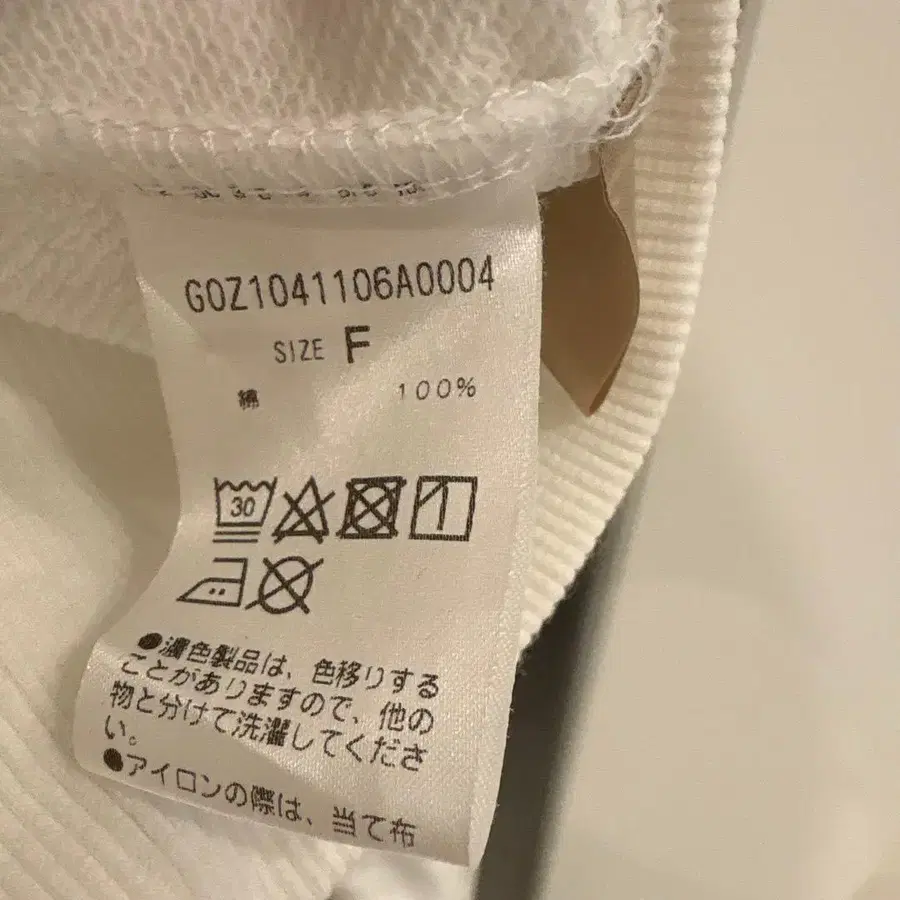 G0Z1041106A0004
SIZE F
綿 100%
30
●濃色製品は、色移りする
ことがありますので、他の
物と分けて洗濯してくださ
い。
●アイロンの際は、当て布